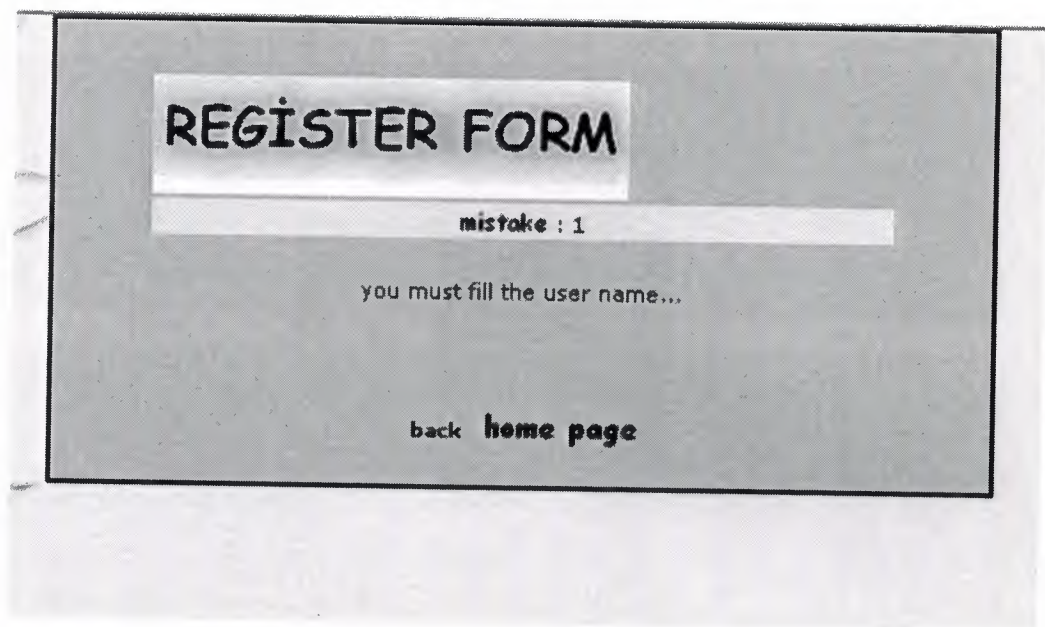 REGİSTER FORM
mistake : 1
you must fill the user name...
back home page